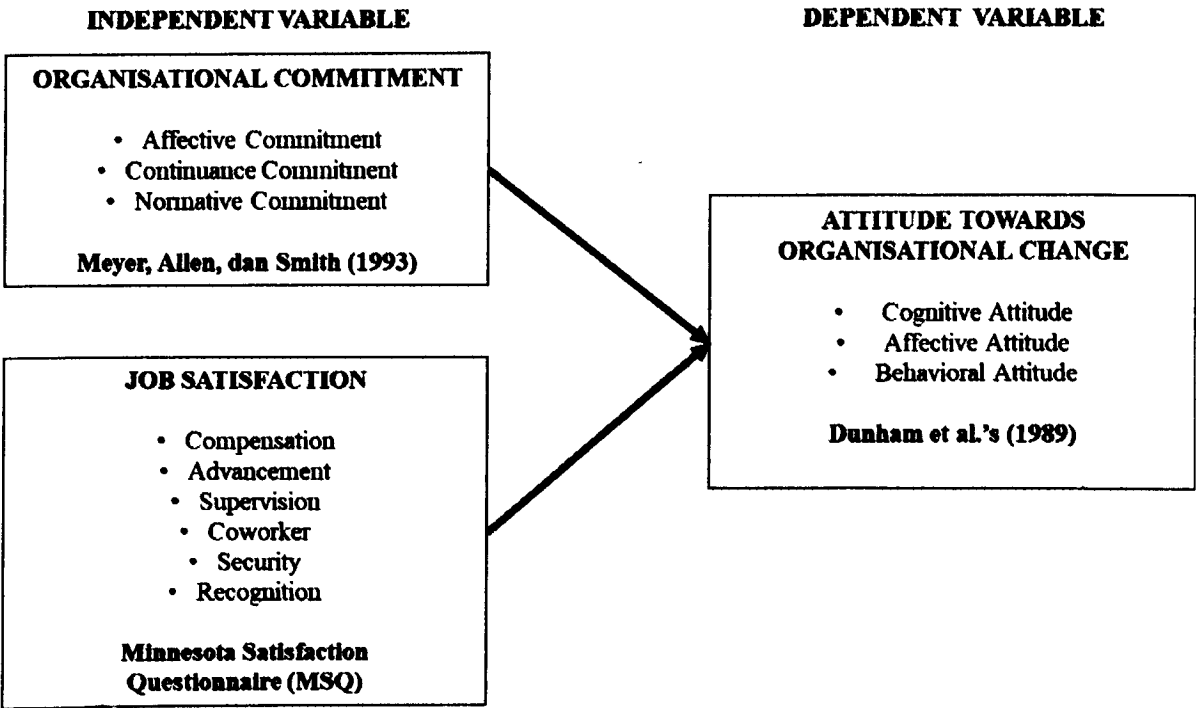 INDEPENDENT VARIABLE
ORGANISATIONAL COMMITMENT
• Affective Commitment
• Continuance Commitment
• Normative Commitment
Meyer, Allen, dan Smith (1993)
JOB SATISFACTION
• Compensation
• Advancement
• Supervision
• Coworker
• Security
• Recognition
Minnesota Satisfaction
Questionnaire (MSQ)
DEPENDENT VARIABLE
ATTITUDE TOWARDS
ORGANISATIONAL CHANGE
• Cognitive Attitude
• Affective Attitude
• Behavioral Attitude
Dunham et al.'s (1989)